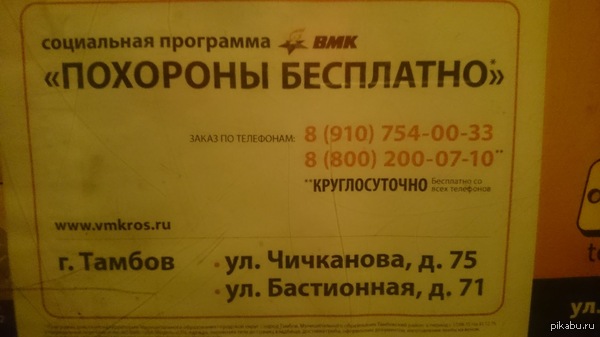 социальная программа ВМК
«ПОХОРОНЫ БЕСПЛАТНО*»
ЗАКАЗ ПО ТЕЛЕФОНАМ: 8 (910) 754-00-33
8 (800) 200-07-10**
**КРУГЛОСУТОЧНО Бесплатно со
всех телефонов
www.vmkros.ru
г. Тамбов • ул. Чичканова, д. 75
• ул. Бастионная, д. 71
te
ул.
pikabu.ru